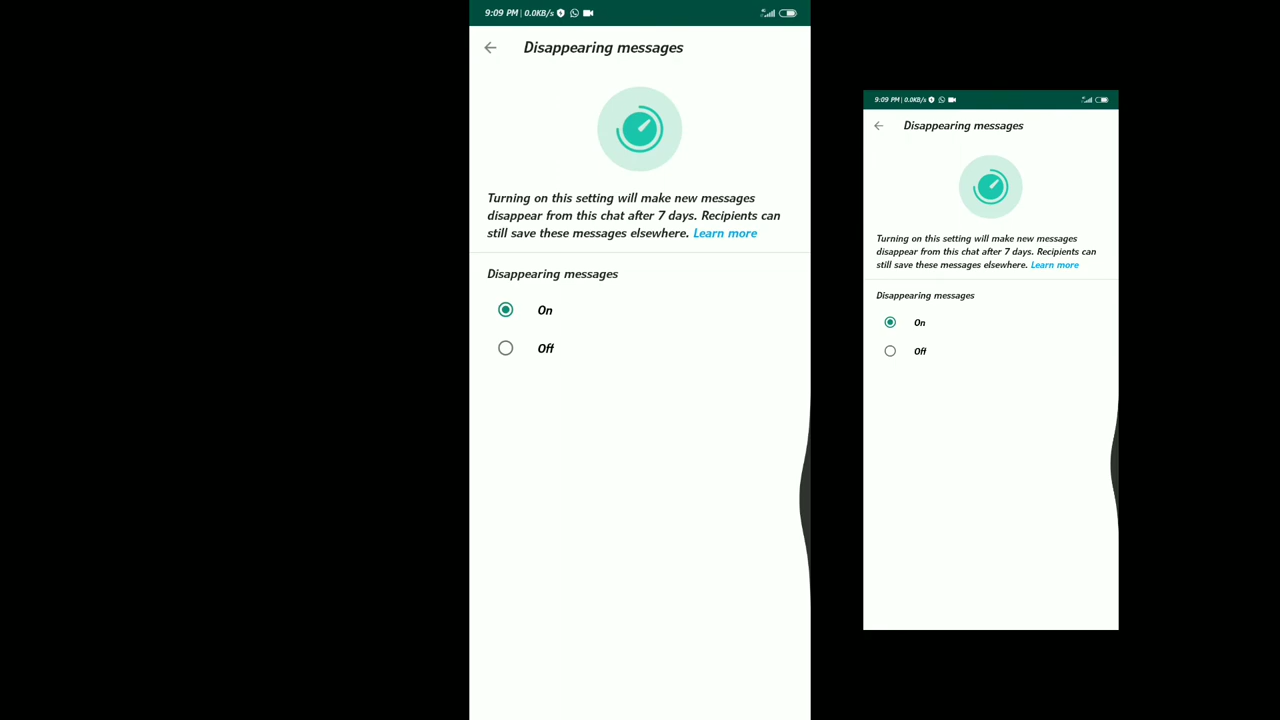 9:09 PM | 0.0KB/s
Disappearing messages
Turning on this setting will make new messages
disappear from this chat after 7 days. Recipients can
still save these messages elsewhere. Learn more
Disappearing messages
On
Off
9:09 PM | 0.0KB/s
Disappearing messages
Turning on this setting will make new messages
disappear from this chat after 7 days. Recipients can
still save these messages elsewhere. Learn more
Disappearing messages
On
Off